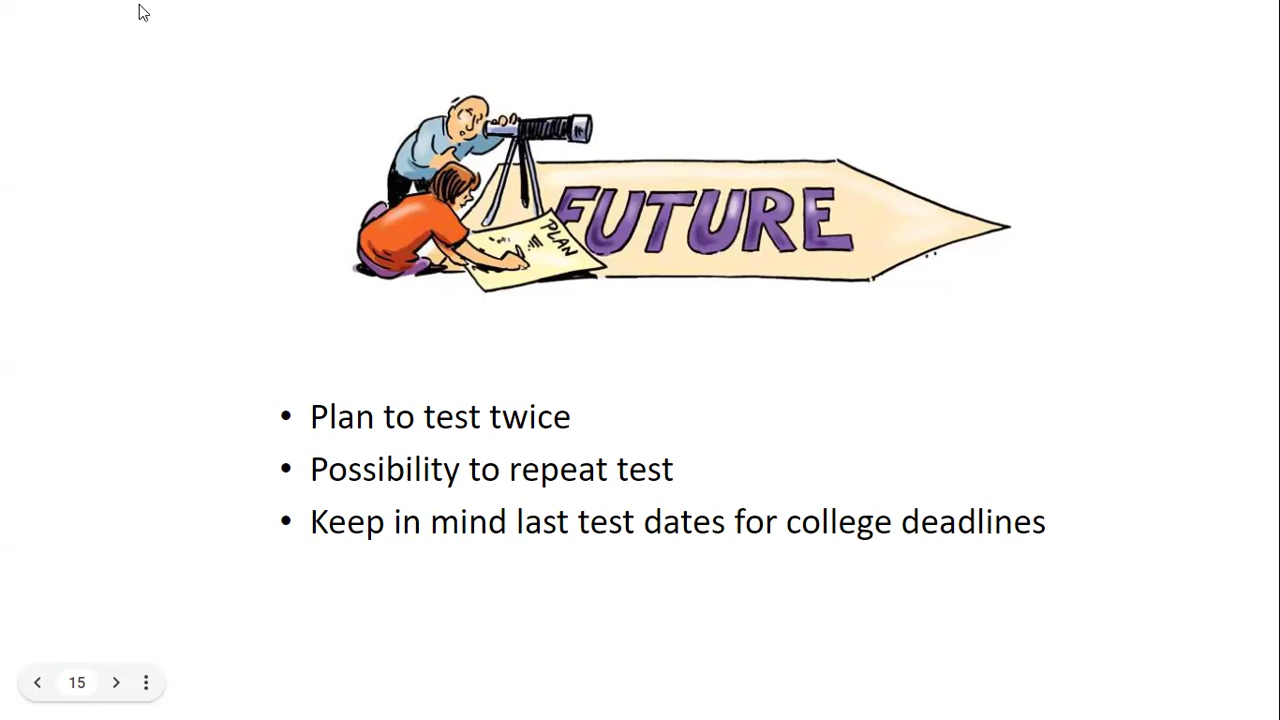 FUTURE
PLAN
• Plan to test twice
• Possibility to repeat test
• Keep in mind last test dates for college deadlines
15